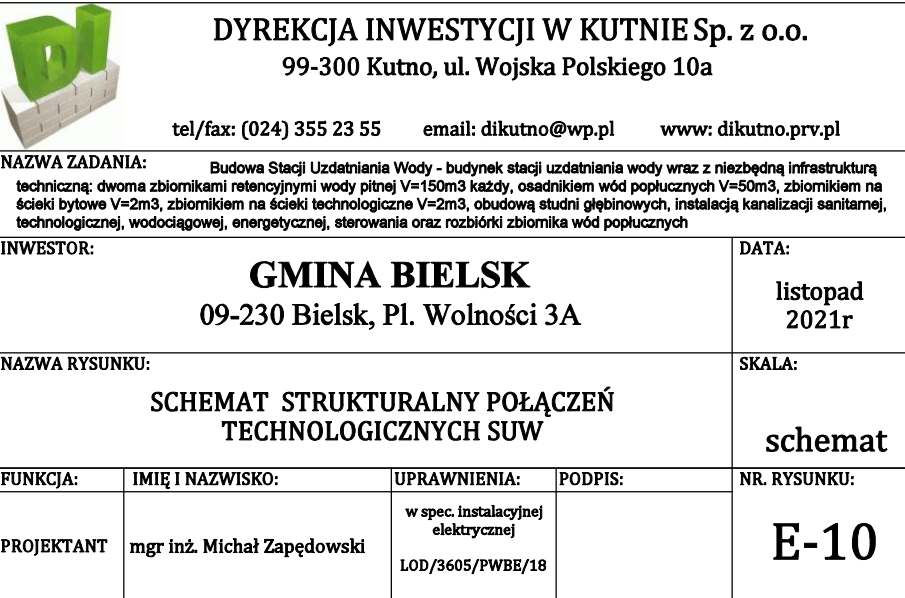 DI
DYREKCJA INWESTYCJI W KUTNIE Sp. z o.o.
99-300 Kutno, ul. Wojska Polskiego 10a
tel/fax: (024) 355 23 55 email: dikutno@wp.pl www: dikutno.prv.pl
NAZWA ZADANIA: Budowa Stacji Uzdatniania Wody - budynek stacji uzdatniania wody wraz z niezbędną infrastrukturą
techniczną: dwoma zbiornikami retencyjnymi wody pitnej V=150m3 każdy, osadnikiem wód popłucznych V=50m3, zbiornikiem na
ścieki bytowe V=2m3, zbiornikiem na ścieki technologiczne V=2m3, obudową studni głębinowych, instalacją kanalizacji sanitarnej,
technologicznej, wodociągowej, energetycznej, sterowania oraz rozbiórki zbiornika wód popłucznych
INWESTOR:
GMINA BIELSK
09-230 Bielsk, Pl. Wolności 3A
DATA:
listopad
2021r
NAZWA RYSUNKU:
SCHEMAT STRUKTURALNY POŁĄCZEŃ
TECHNOLOGICZNYCH SUW
SKALA:
schemat
FUNKCJA: IMIĘ I NAZWISKO: UPRAWNIENIA: PODPIS: NR. RYSUNKU:
PROJEKTANT
mgr inż. Michał Zapędowski
w spec. instalacyjnej
elektrycznej
LOD/3605/PWBE/18
E-10